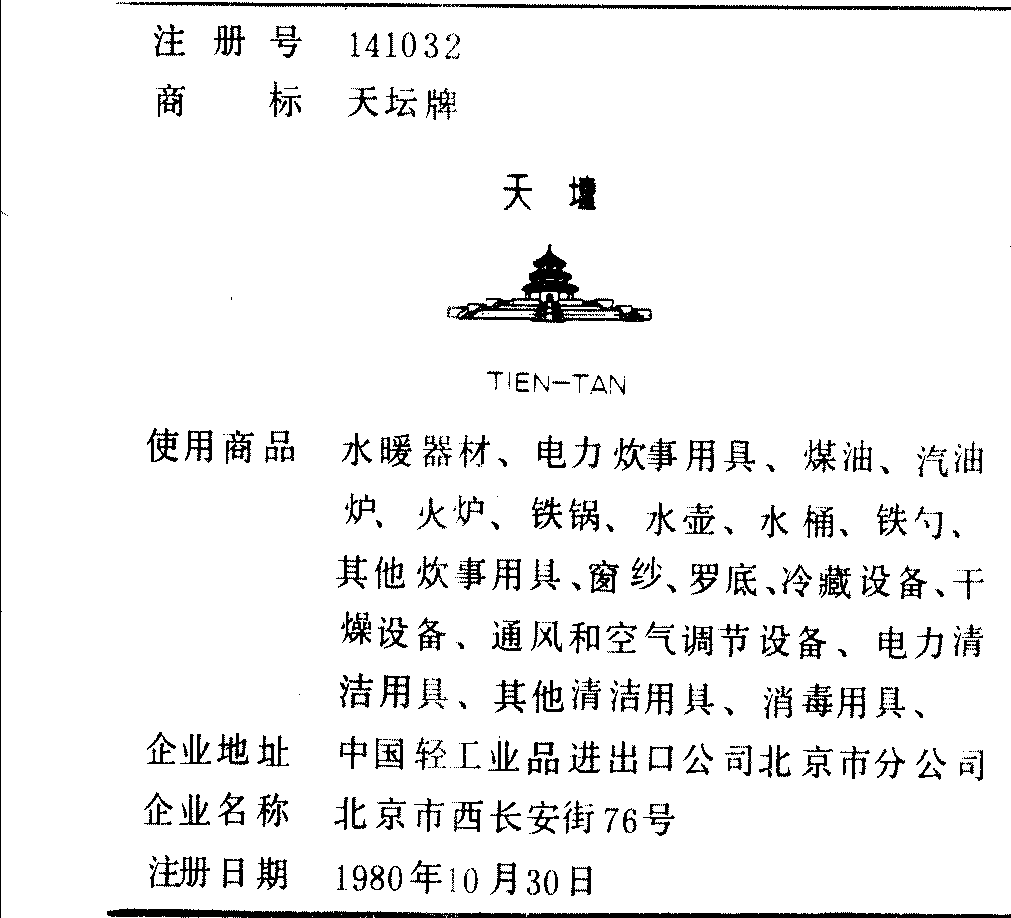 注册号 141032
商标 天坛牌
天壇
TIEN-TAN
使用商品 水暖器材、电力炊事用具、煤油、汽油
炉、火炉、铁锅、水壶、水桶、铁勺、
其他炊事用具、窗纱、罗底、冷藏设备、干
燥设备、通风和空气调节设备、电力清
洁用具、其他清洁用具、消毒用具、
企业地址 中国轻工业品进出口公司北京市分公司
企业名称 北京市西长安街76号
注册日期 1980年10月30日